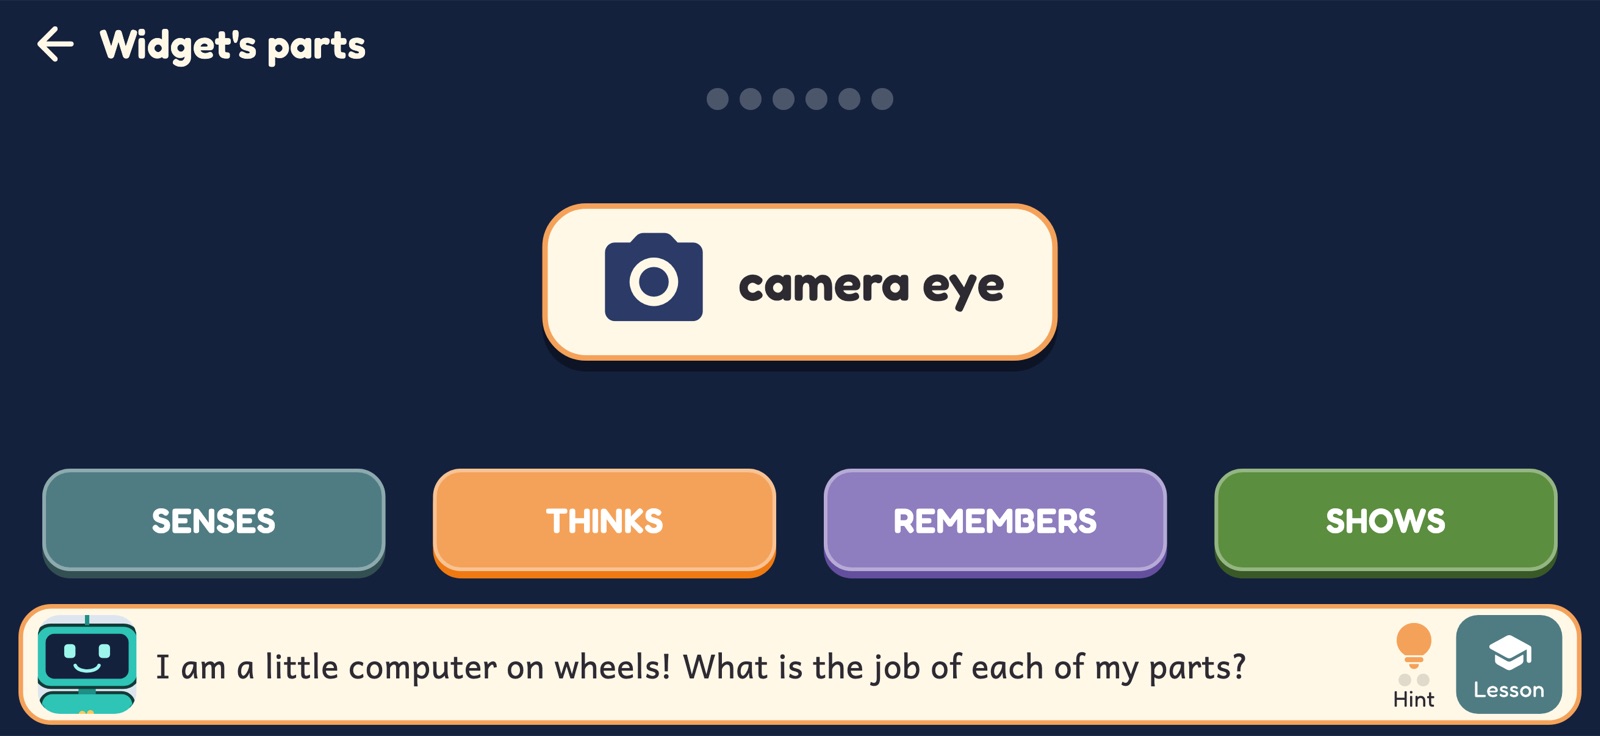 Widget's parts
camera eye
SENSES
THINKS
REMEMBERS
SHOWS
I am a little computer on wheels! What is the job of each of my parts?
Hint
Lesson